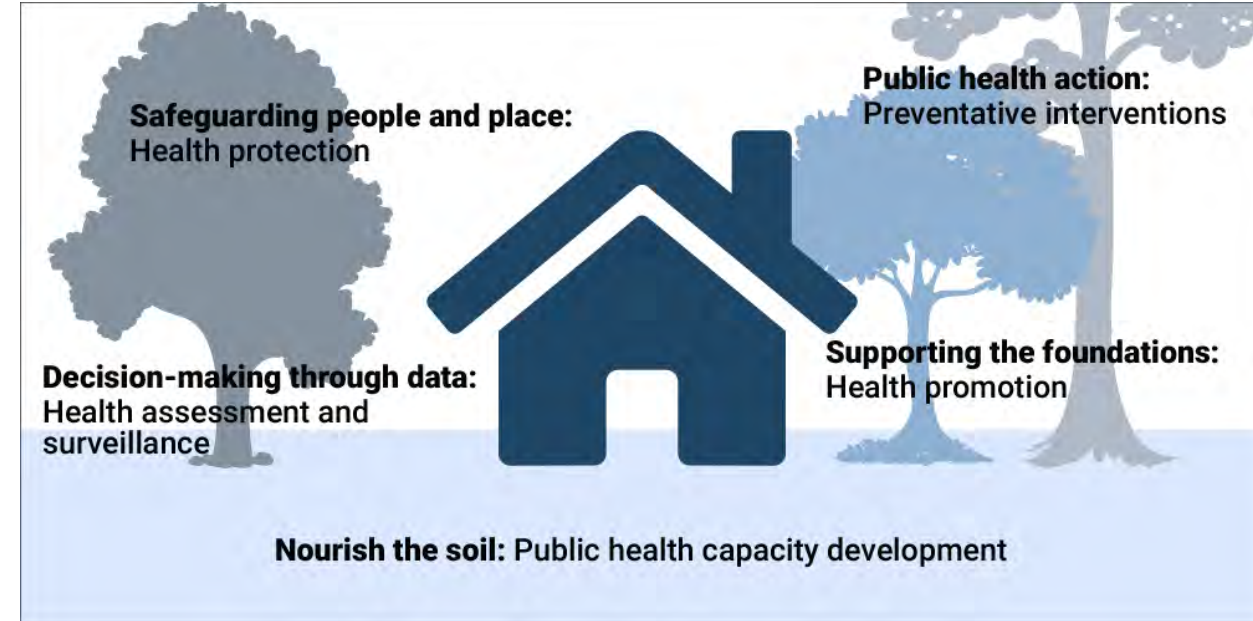 Safeguarding people and place:
Health protection
Public health action:
Preventative interventions
Decision-making through data:
Health assessment and
surveillance
Supporting the foundations:
Health promotion
Nourish the soil: Public health capacity development